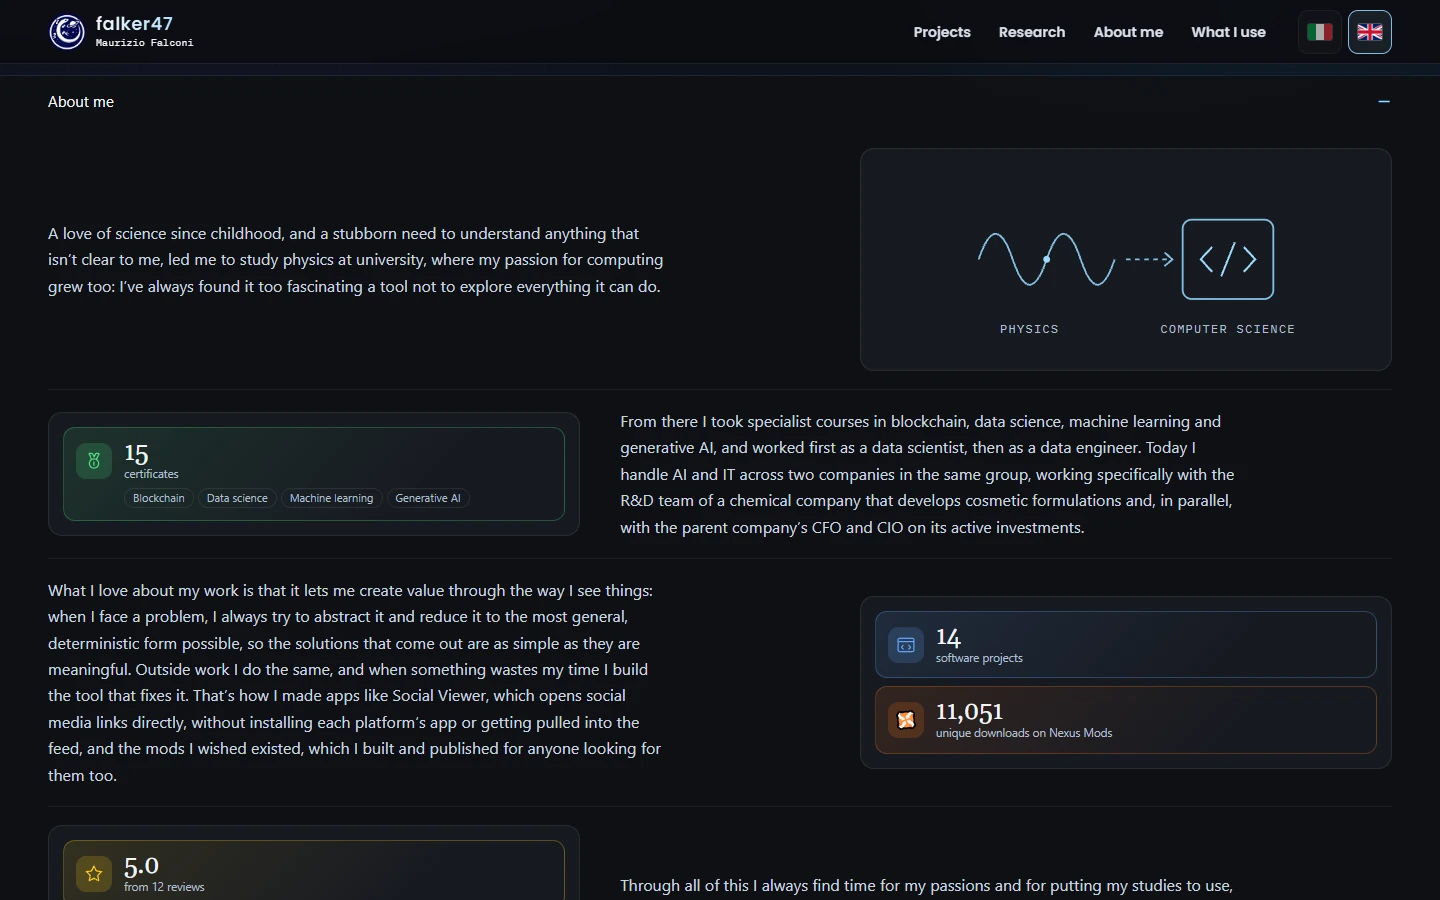 falker47
Maurizio Falconi
Projects
Research
About me
What I use
About me
A love of science since childhood, and a stubborn need to understand anything that
isn’t clear to me, led me to study physics at university, where my passion for computing
grew too: I’ve always found it too fascinating a tool not to explore everything it can do.
PHYSICS
COMPUTER SCIENCE
15
certificates
Blockchain
Data science
Machine learning
Generative AI
From there I took specialist courses in blockchain, data science, machine learning and
generative AI, and worked first as a data scientist, then as a data engineer. Today I
handle AI and IT across two companies in the same group, working specifically with the
R&D team of a chemical company that develops cosmetic formulations and, in parallel,
with the parent company’s CFO and CIO on its active investments.
What I love about my work is that it lets me create value through the way I see things:
when I face a problem, I always try to abstract it and reduce it to the most general,
deterministic form possible, so the solutions that come out are as simple as they are
meaningful. Outside work I do the same, and when something wastes my time I build
the tool that fixes it. That’s how I made apps like Social Viewer, which opens social
media links directly, without installing each platform’s app or getting pulled into the
feed, and the mods I wished existed, which I built and published for anyone looking for
them too.
14
software projects
11,051
unique downloads on Nexus Mods
5.0
from 12 reviews
Through all of this I always find time for my passions and for putting my studies to use,